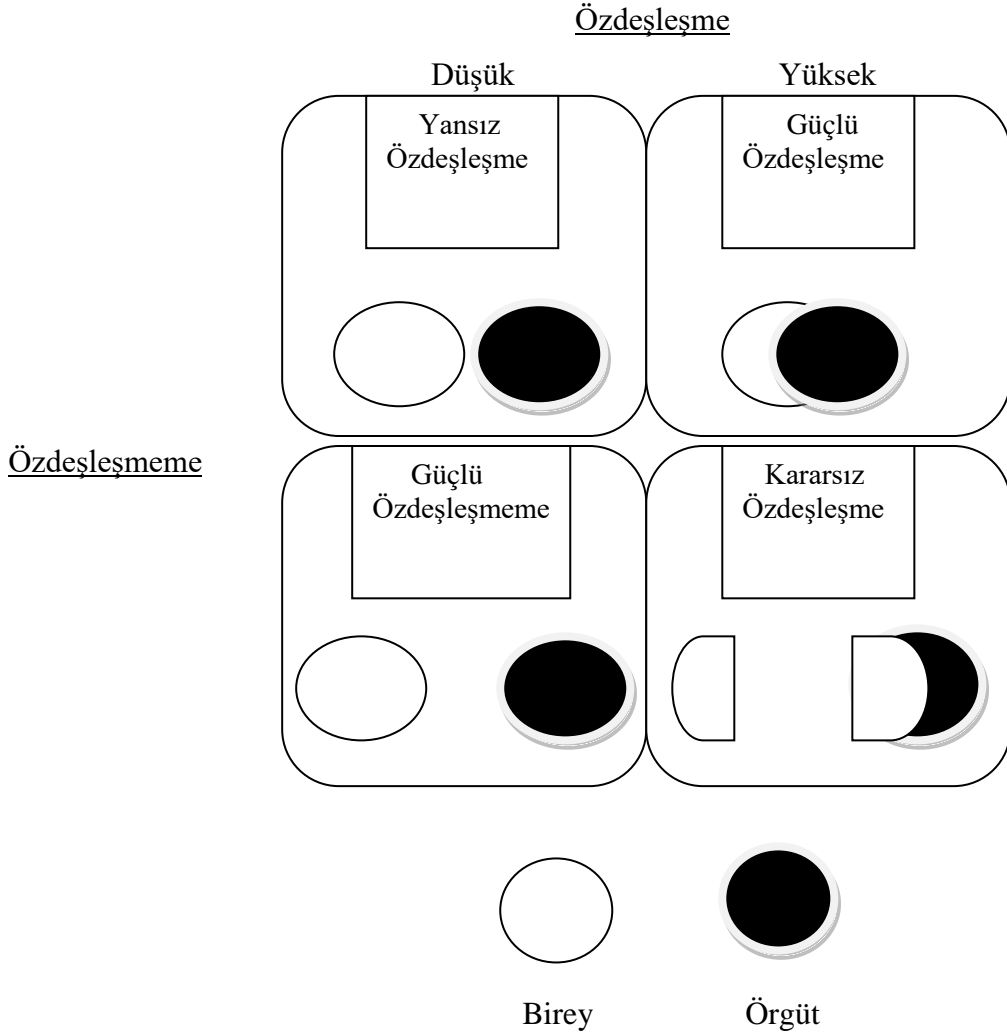 Özdeşleşme
Düşük Yüksek
Yansız
Özdeşleşme
Güçlü
Özdeşleşme
Özdeşleşmeme
Güçlü
Özdeşleşmeme
Kararsız
Özdeşleşme
Birey Örgüt